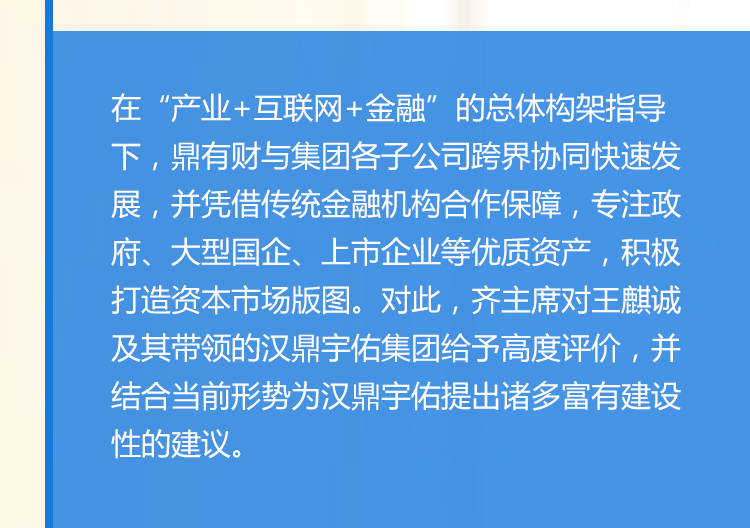 在“产业+互联网+金融”的总体构架指导
下，鼎有财与集团各子公司跨界协同快速发
展，并凭借传统金融机构合作保障，专注政
府、大型国企、上市企业等优质资产，积极
打造资本市场版图。对此，齐主席对王麒诚
及其带领的汉鼎宇佑集团给予高度评价，并
结合当前形势为汉鼎宇佑提出诸多富有建设
性的建议。